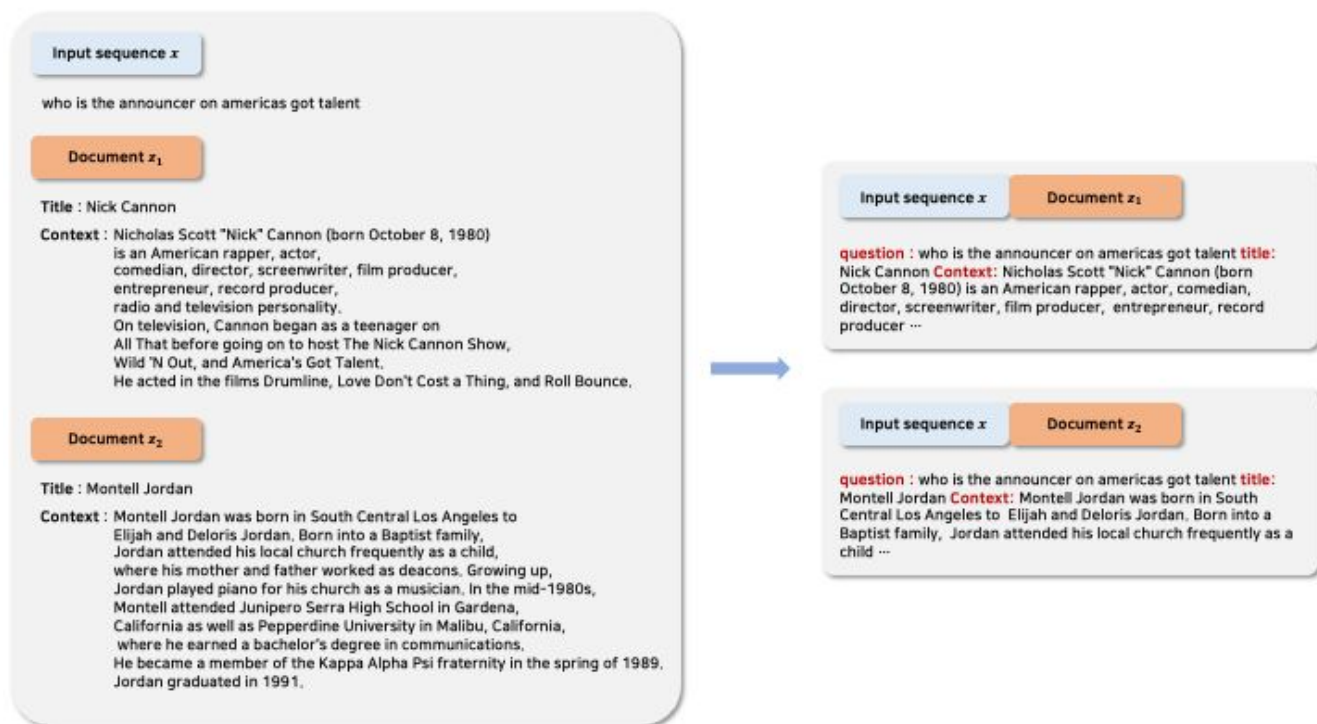 Input sequence x
who is the announcer on americas got talent
Document z₁
Title : Nick Cannon
Context : Nicholas Scott "Nick" Cannon (born October 8, 1980)
is an American rapper, actor,
comedian, director, screenwriter, film producer,
entrepreneur, record producer,
radio and television personality.
On television, Cannon began as a teenager on
All That before going on to host The Nick Cannon Show,
Wild 'N Out, and America's Got Talent.
He acted in the films Drumline, Love Don't Cost a Thing, and Roll Bounce.
Document z₂
Title : Montell Jordan
Context : Montell Jordan was born in South Central Los Angeles to
Elijah and Deloris Jordan. Born into a Baptist family,
Jordan attended his local church frequently as a child,
where his mother and father worked as deacons. Growing up,
Jordan played piano for his church as a musician. In the mid-1980s,
Montell attended Junipero Serra High School in Gardena,
California as well as Pepperdine University in Malibu, California,
where he earned a bachelor's degree in communications.
He became a member of the Kappa Alpha Psi fraternity in the spring of 1989.
Jordan graduated in 1991.
Input sequence x Document z₁
question : who is the announcer on americas got talent title:
Nick Cannon Context: Nicholas Scott "Nick" Cannon (born
October 8, 1980) is an American rapper, actor, comedian,
director, screenwriter, film producer, entrepreneur, record
producer ⋯
Input sequence x Document z₂
question : who is the announcer on americas got talent title:
Montell Jordan Context: Montell Jordan was born in South
Central Los Angeles to Elijah and Deloris Jordan. Born into a
Baptist family, Jordan attended his local church frequently as a
child ⋯